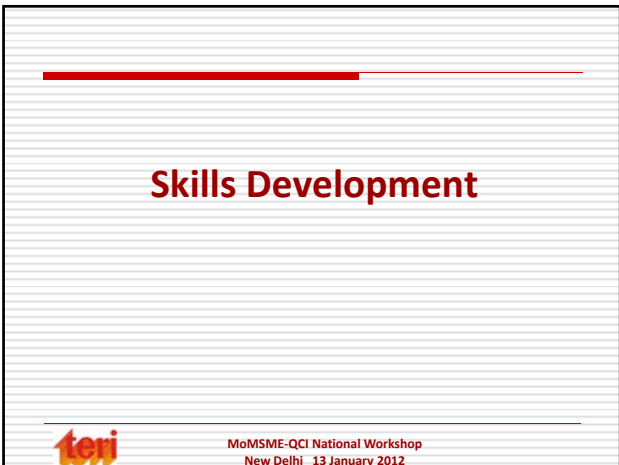 Skills Development
teri
MoMSME-QCI National Workshop
New Delhi 13 January 2012